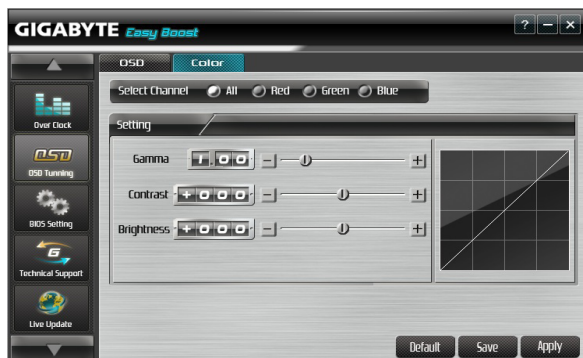 GIGABYTE Easy Boost
? – ×
OSD Color
Select Channel All Red Green Blue
Over Clock
Setting
OSD
OSD Tunning
Gamma 1.00 – +
Contrast +000 – +
BIOS Setting
Brightness +000 – +
G
Technical Support
Live Update
Default Save Apply